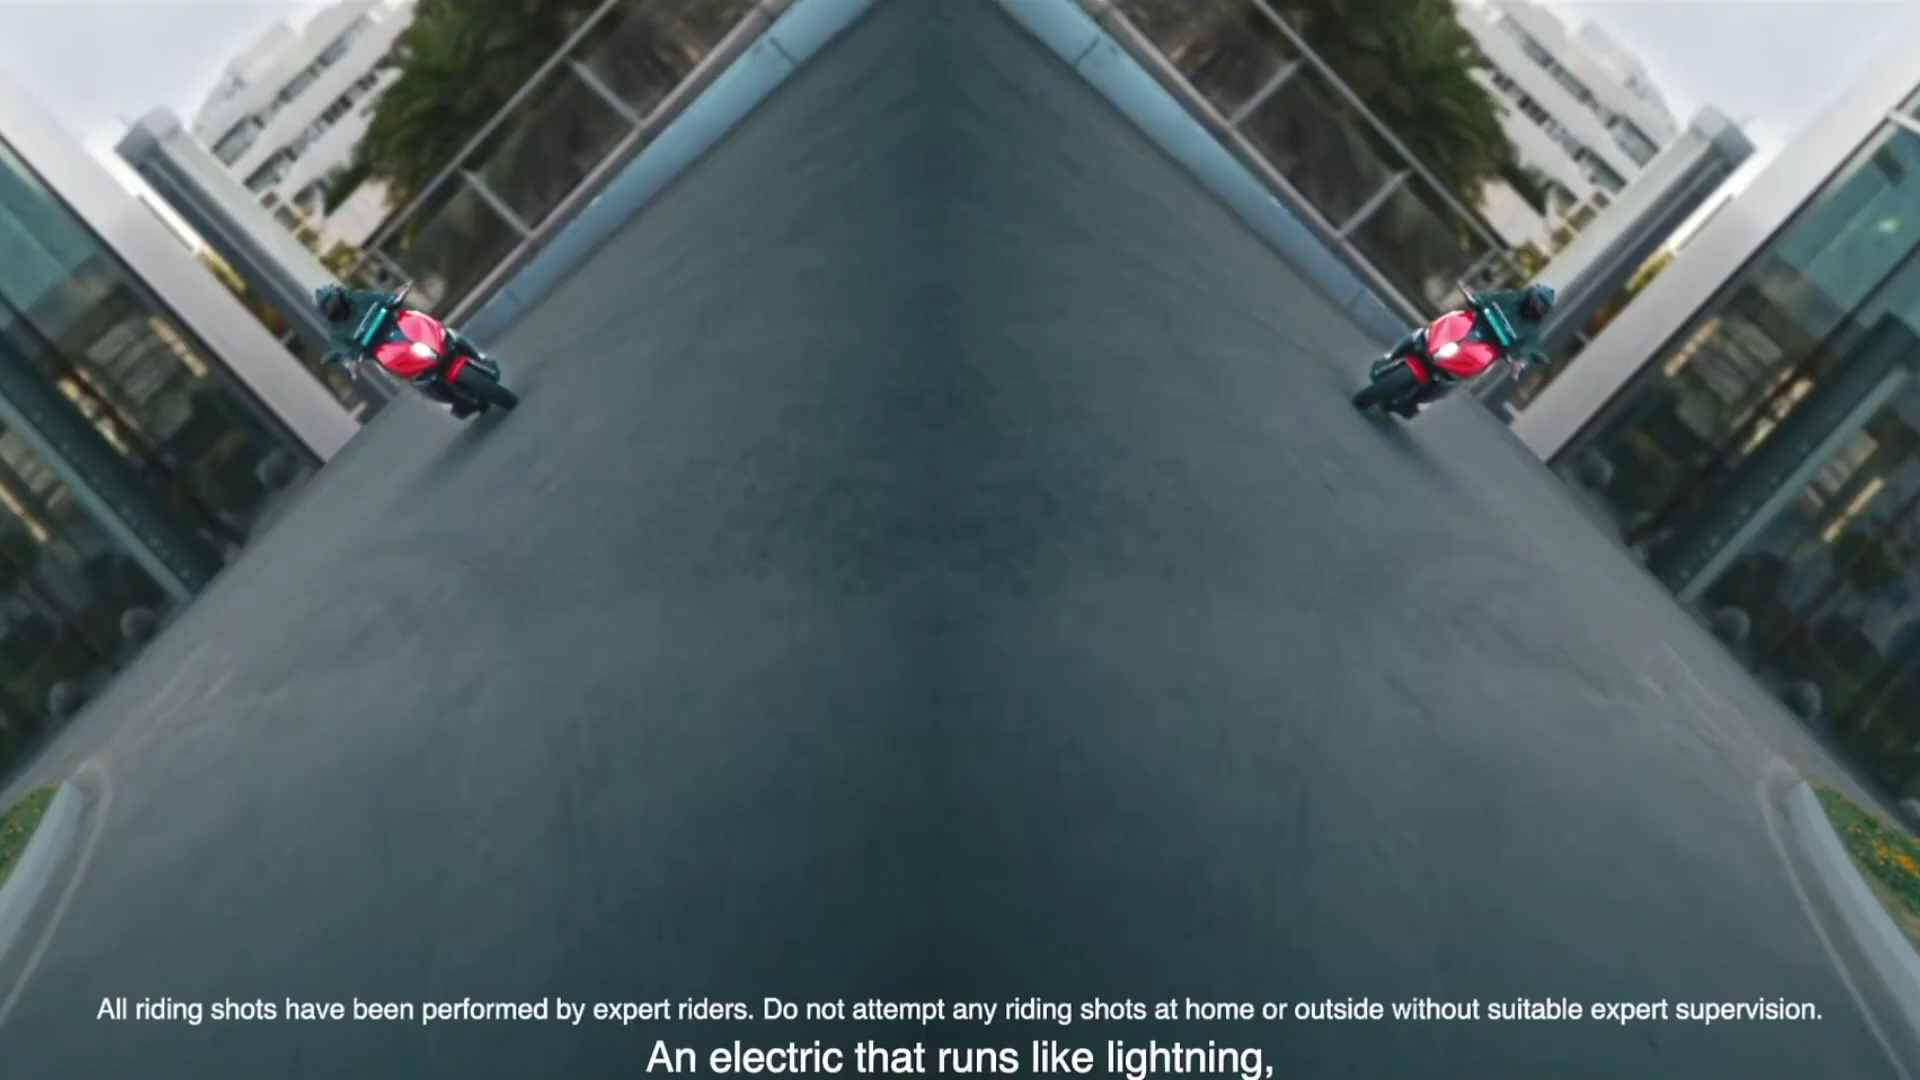 All riding shots have been performed by expert riders. Do not attempt any riding shots at home or outside without suitable expert supervision.
An electric that runs like lightning,